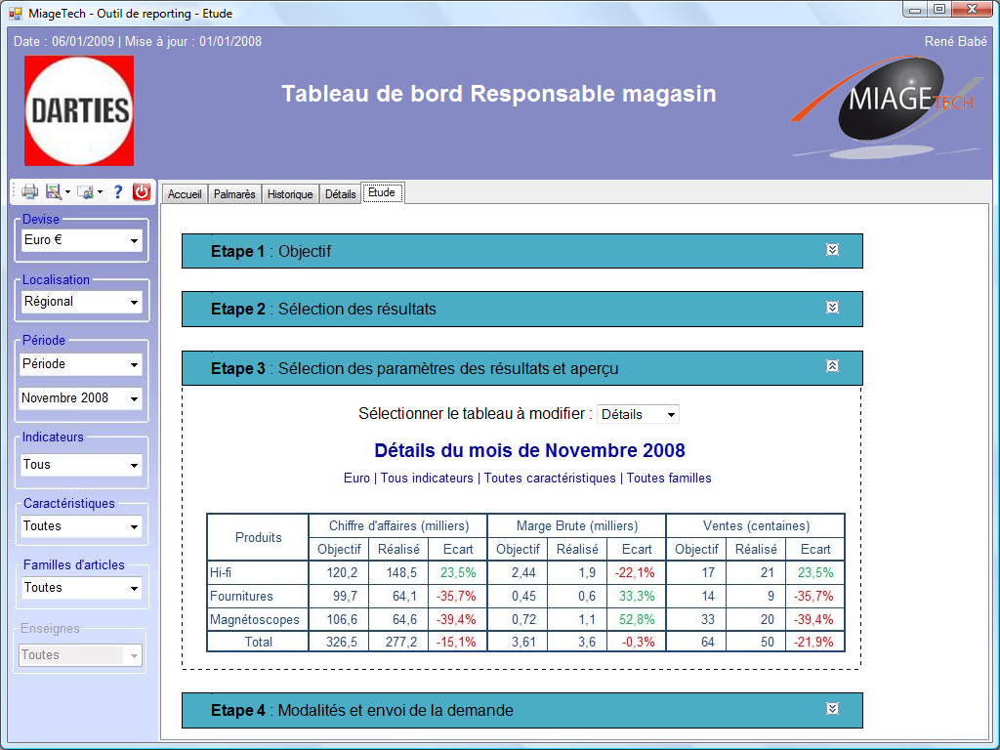 MiageTech - Outil de reporting - Etude
Date : 06/01/2009 | Mise à jour : 01/01/2008
René Babé
DARTIES
Tableau de bord Responsable magasin
MIAGETECH
?
Accueil Palmarès Historique Détails Etude
Devise
Euro €
Localisation
Régional
Période
Période
Novembre 2008
Indicateurs
Tous
Caractéristiques
Toutes
Familles d'articles
Toutes
Enseignes
Toutes
Etape 1 : Objectif
Etape 2 : Sélection des résultats
Etape 3 : Sélection des paramètres des résultats et aperçu
Sélectionner le tableau à modifier : Détails
Détails du mois de Novembre 2008
Euro | Tous indicateurs | Toutes caractéristiques | Toutes familles
Produits Chiffre d'affaires (milliers) Marge Brute (milliers) Ventes (centaines)
Objectif Réalisé Ecart Objectif Réalisé Ecart Objectif Réalisé Ecart
Hi-fi 120,2 148,5 23,5% 2,44 1,9 -22,1% 17 21 23,5%
Fournitures 99,7 64,1 -35,7% 0,45 0,6 33,3% 14 9 -35,7%
Magnétoscopes 106,6 64,6 -39,4% 0,72 1,1 52,8% 33 20 -39,4%
Total 326,5 277,2 -15,1% 3,61 3,6 -0,3% 64 50 -21,9%
Etape 4 : Modalités et envoi de la demande